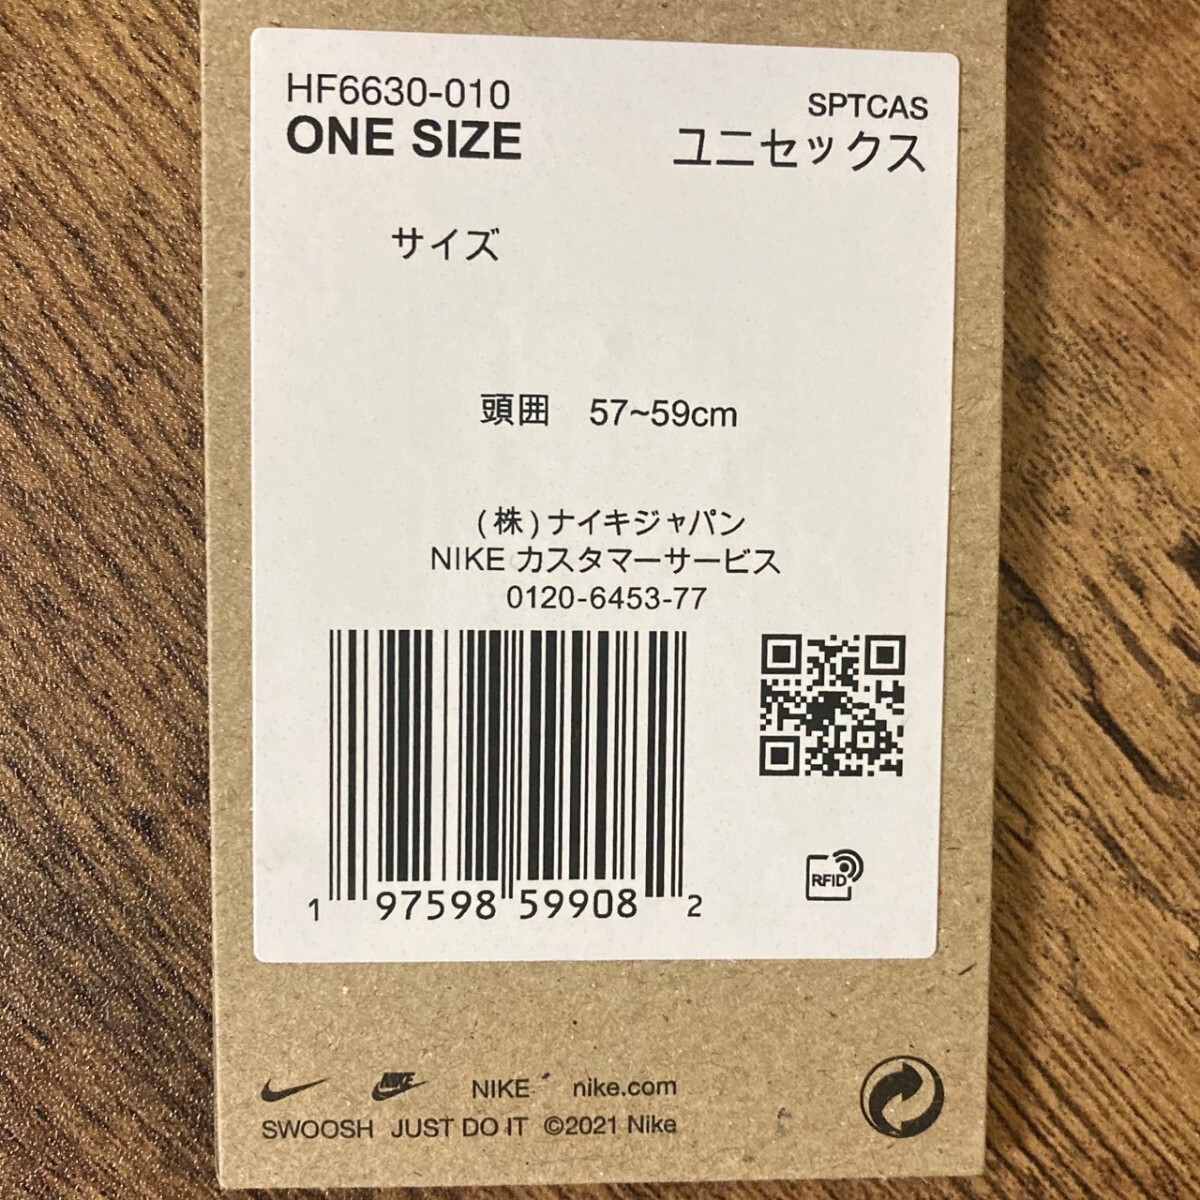 HF6630-010
SPTCAS
ONE SIZE
ユニセックス
サイズ
頭囲 57~59cm
(株)ナイキジャパン
NIKE カスタマーサービス
0120-6453-77
1 97598 59908 2
RFID
NIKE NIKE nike.com
SWOOSH JUST DO IT ©2021 Nike